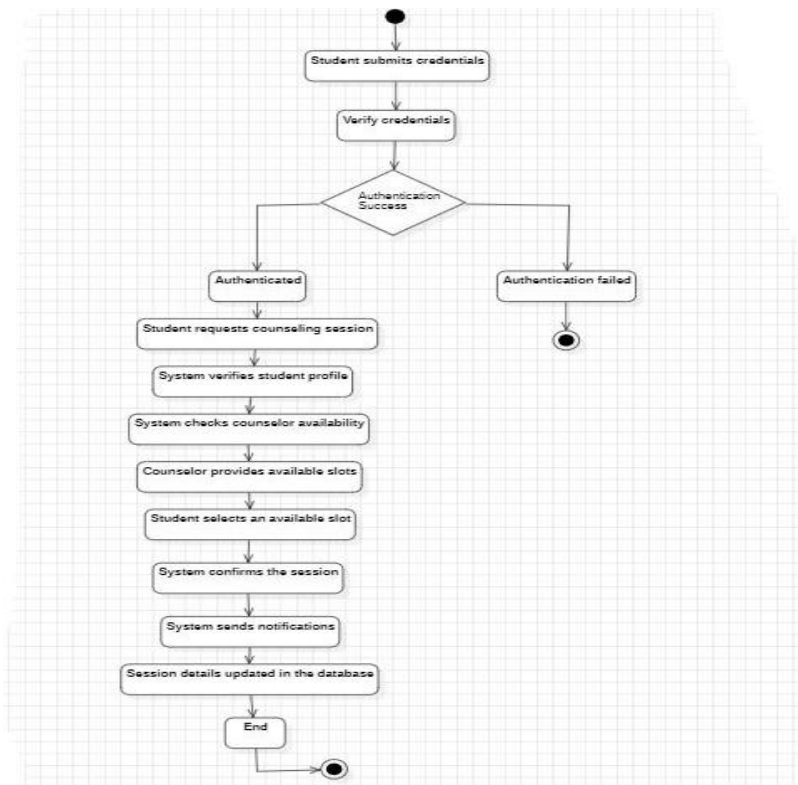 Student submits credentials
Verify credentials
Authentication
Success
Authenticated
Authentication failed
Student requests counseling session
System verifies student profile
System checks counselor availability
Counselor provides available slots
Student selects an available slot
System confirms the session
System sends notifications
Session details updated in the database
End